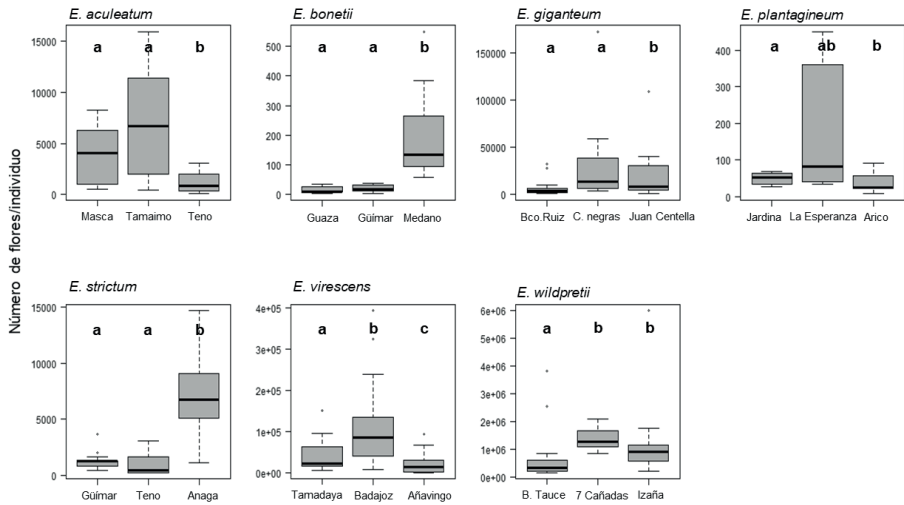 E. aculeatum
15000
10000
5000
0
a a b
Masca Tamaimo Teno
E. bonetii
500
400
300
200
100
0
a a b
Guaza Güímar Medano
E. giganteum
150000
100000
50000
0
a a b
Bco.Ruiz C. negras Juan Centella
E. plantagineum
400
300
200
100
0
a ab b
Jardina La Esperanza Arico
Número de flores/individuo
E. strictum
15000
10000
5000
0
a a b
Güímar Teno Anaga
E. virescens
4e+05
3e+05
2e+05
1e+05
0e+00
a b c
Tamadaya Badajoz Añavingo
E. wildpretii
6e+06
5e+06
4e+06
3e+06
2e+06
1e+06
0e+00
a b b
B. Tauce 7 Cañadas Izaña